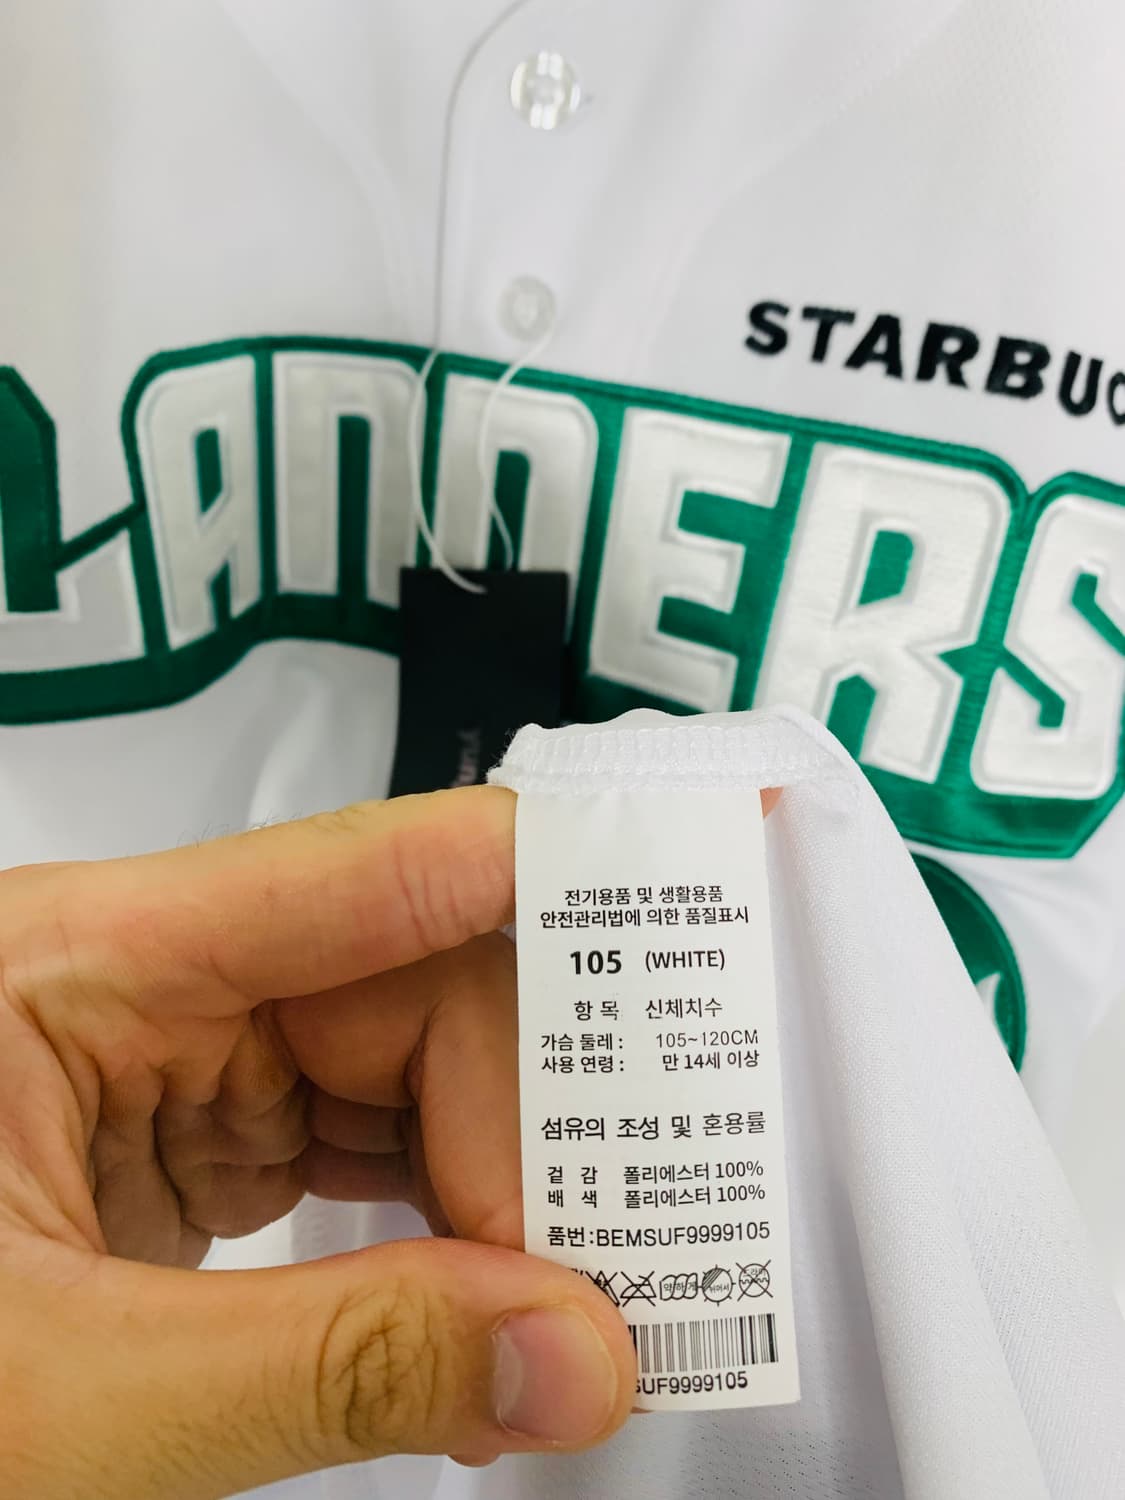 STARBUC
LANDERS
전기용품 및 생활용품
안전관리법에 의한 품질표시
105 (WHITE)
항 목 신체치수
가슴 둘레 : 105~120CM
사용 연령 : 만 14세 이상
섬유의 조성 및 혼용률
겉 감 폴리에스터 100%
배 색 폴리에스터 100%
품번:BEMSUF9999105
약하게
SUF9999105